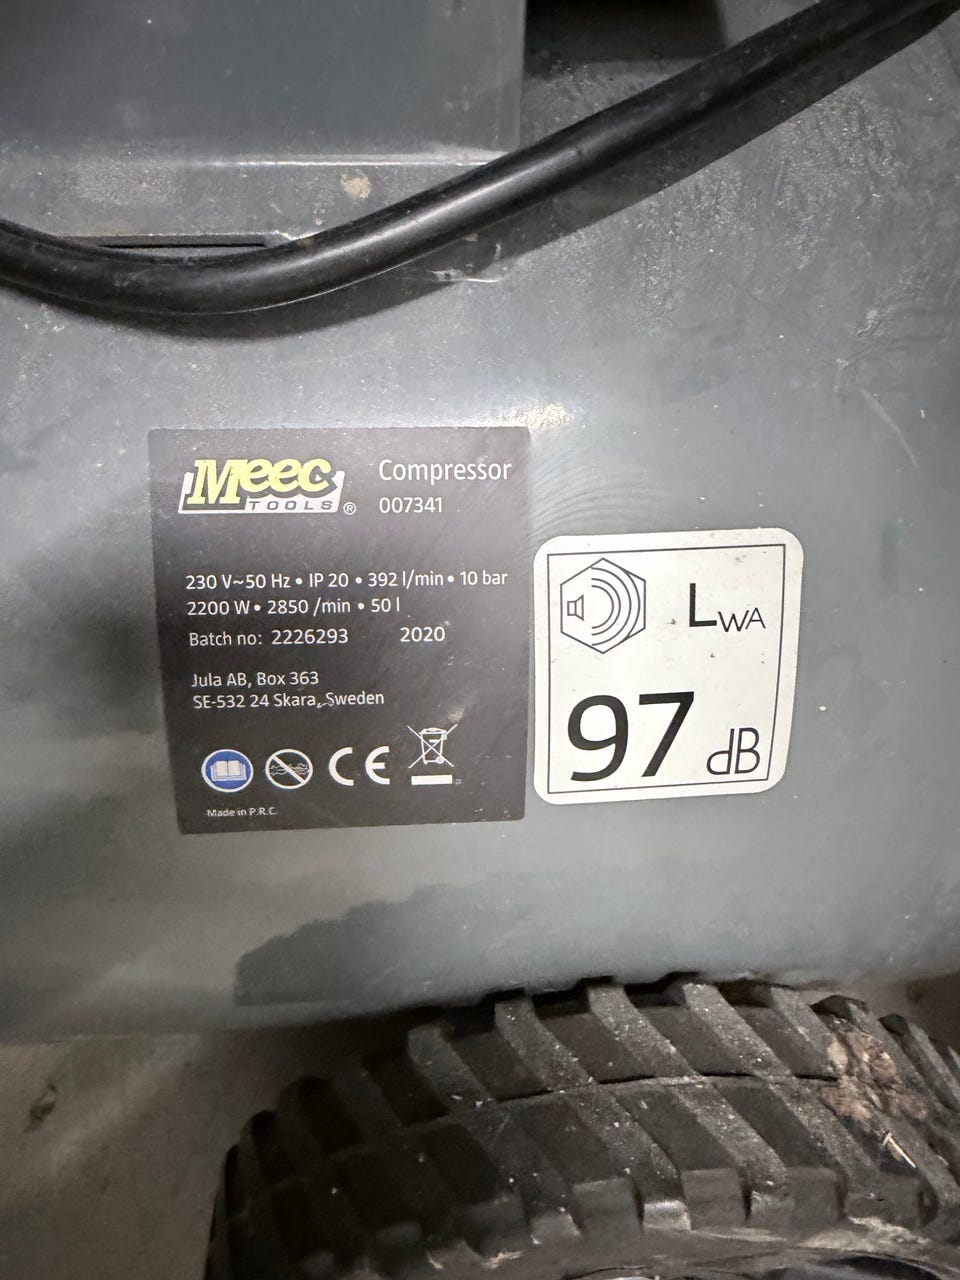 Meec Compressor
TOOLS ® 007341
230 V~50 Hz • IP 20 • 392 l/min • 10 bar
2200 W • 2850 /min • 50 l
Batch no: 2226293 2020
Jula AB, Box 363
SE-532 24 Skara, Sweden
CE
Made in P.R.C.
LWA
97 dB